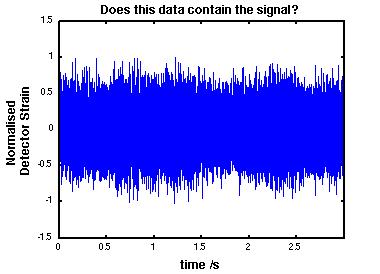 Does this data contain the signal?
1.5
1
0.5
0
-0.5
-1
-1.5
Normalised
Detector Strain
0 0.5 1 1.5 2 2.5
time /s